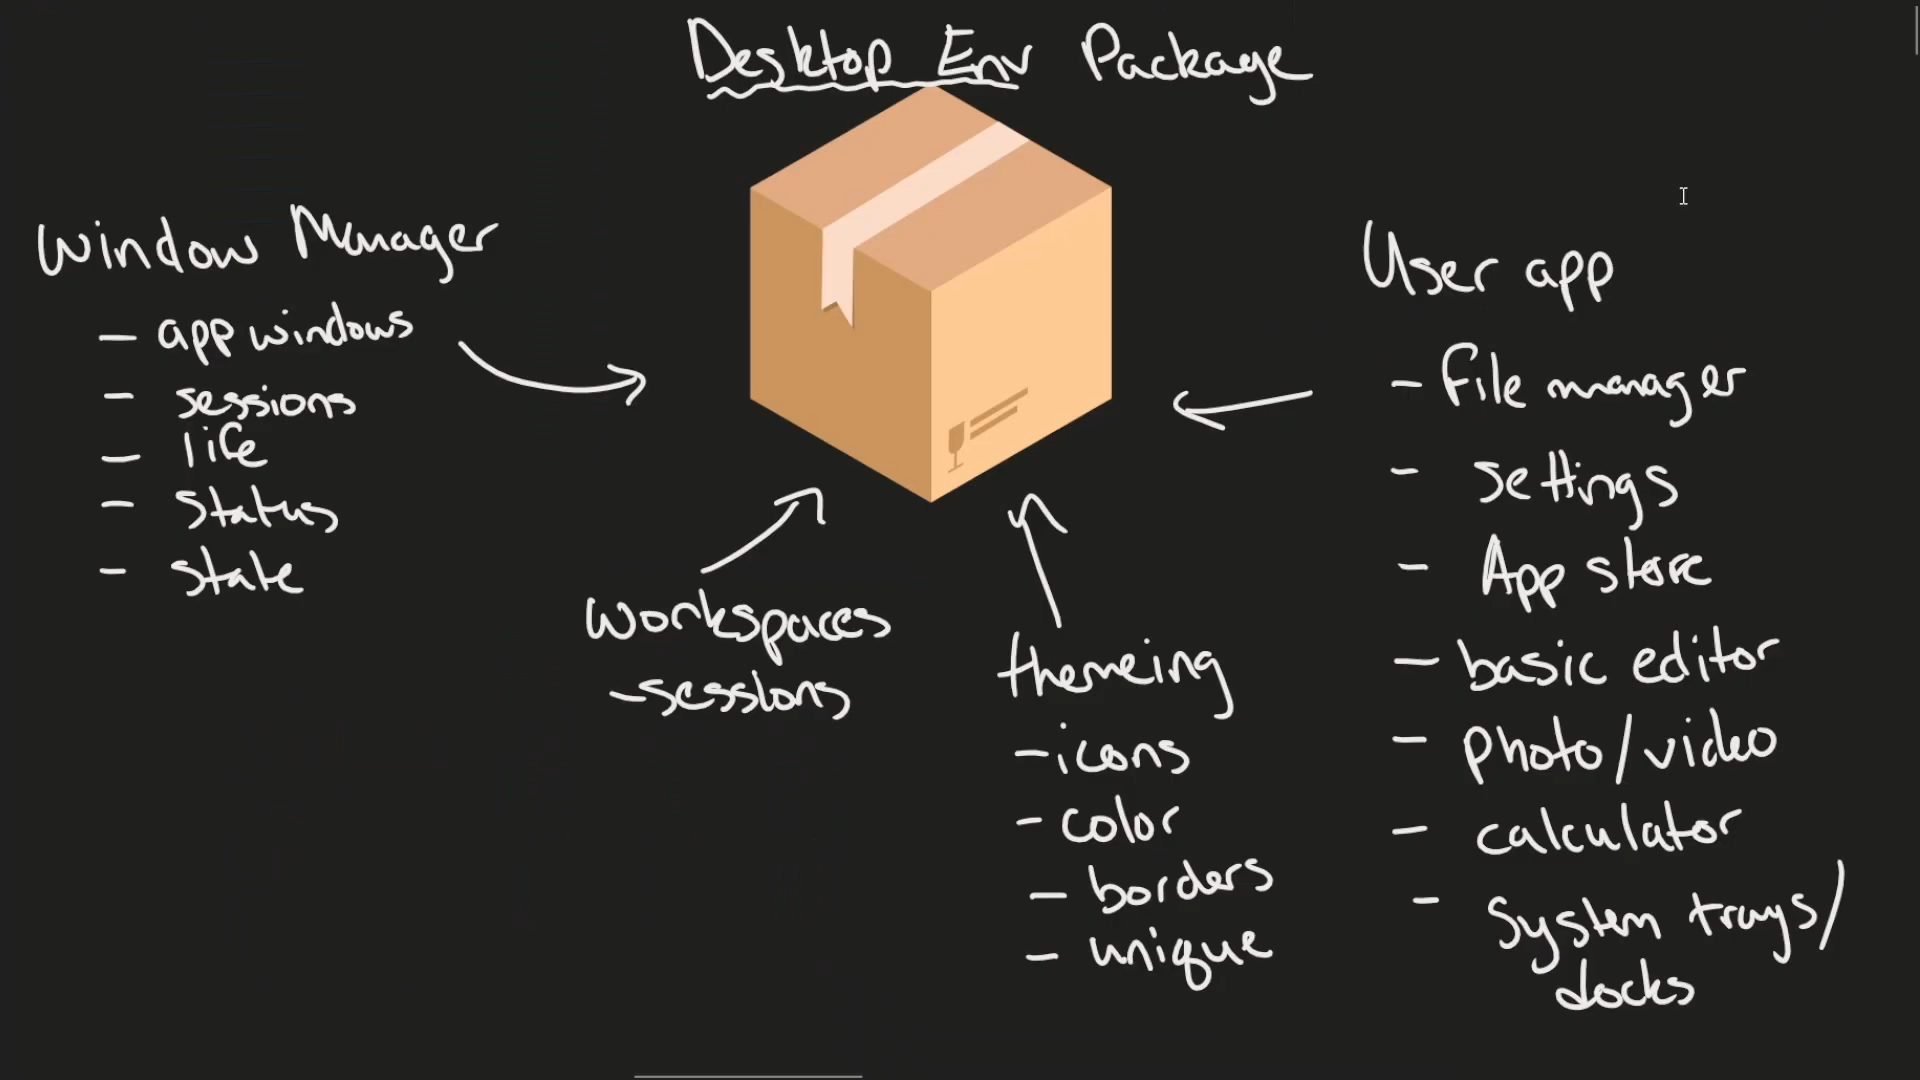 Desktop Env Package
Window Manager
- app windows
- sessions
- life
- status
- state
workspaces
- sessions
themeing
- icons
- color
- borders
- unique
User app
- File manager
- settings
- App store
- basic editor
- photo/video
- calculator
- System trays/
docks